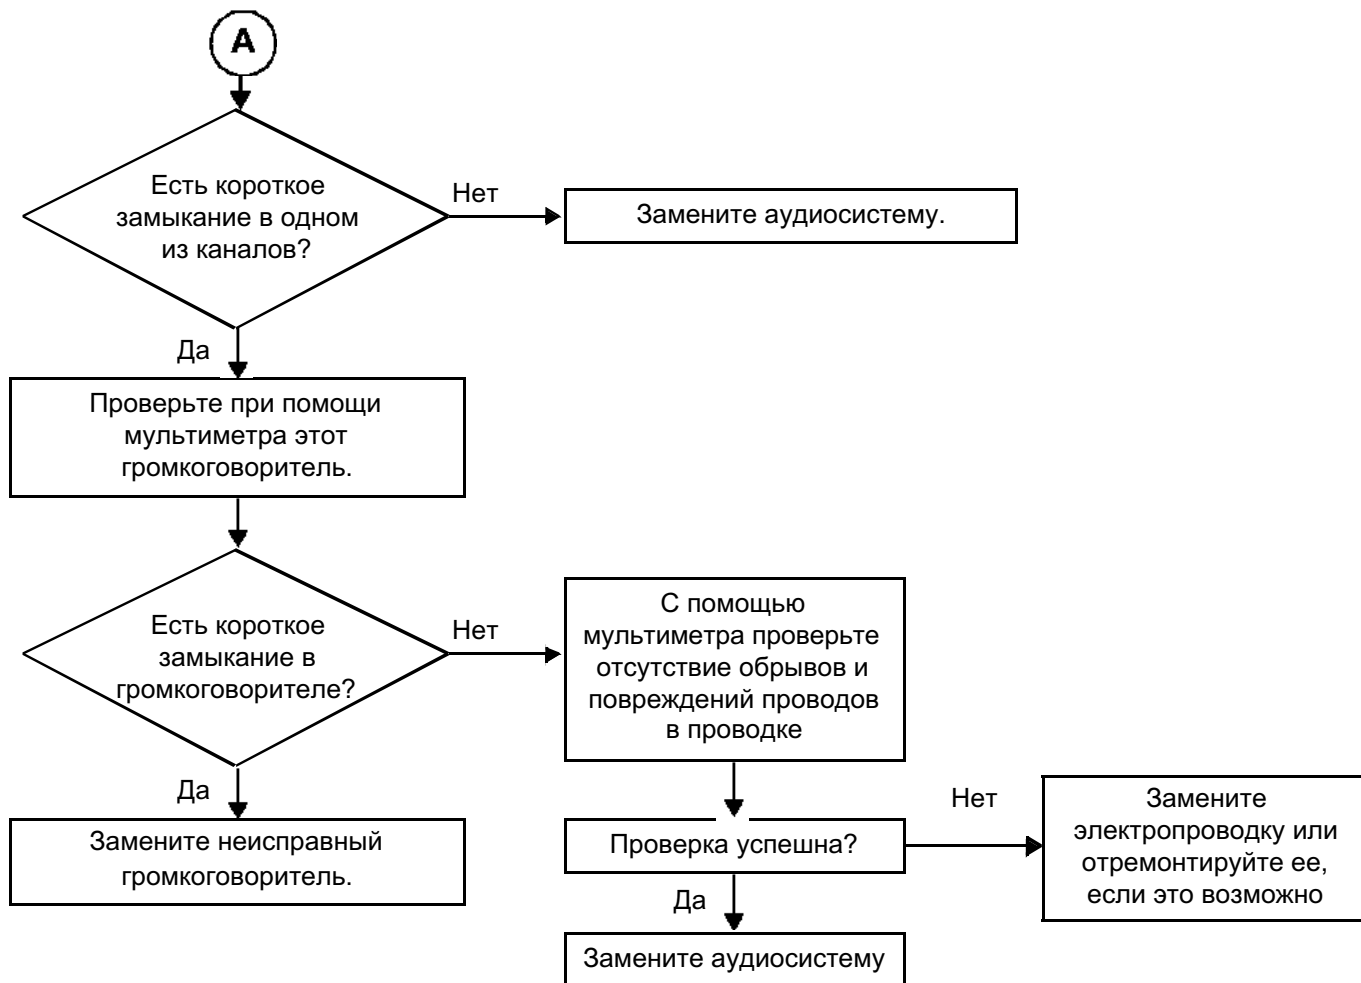 A
Есть короткое
замыкание в одном
из каналов?
Нет
Замените аудиосистему.
Да
Проверьте при помощи
мультиметра этот
громкоговоритель.
Есть короткое
замыкание в
громкоговорителе?
Нет
С помощью
мультиметра проверьте
отсутствие обрывов и
повреждений проводов
в проводке
Да
Замените неисправный
громкоговоритель.
Проверка успешна?
Нет
Замените
электропроводку или
отремонтируйте ее,
если это возможно
Да
Замените аудиосистему